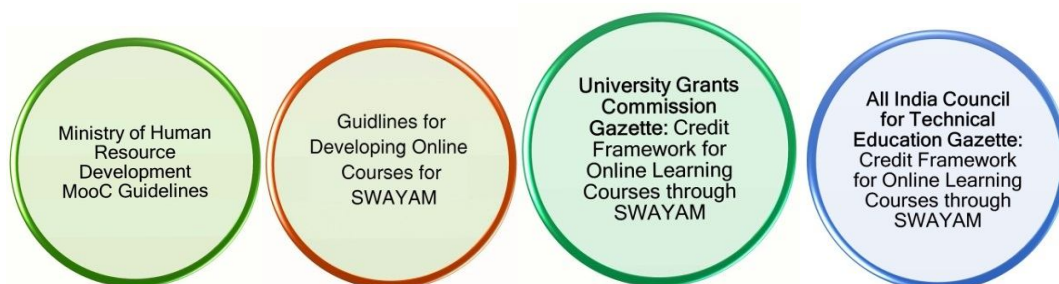 Ministry of Human
Resource
Development
MooC Guidelines
Guidlines for
Developing Online
Courses for
SWAYAM
University Grants
Commission
Gazette: Credit
Framework for
Online Learning
Courses through
SWAYAM
All India Council
for Technical
Education Gazette:
Credit Framework
for Online Learning
Courses through
SWAYAM